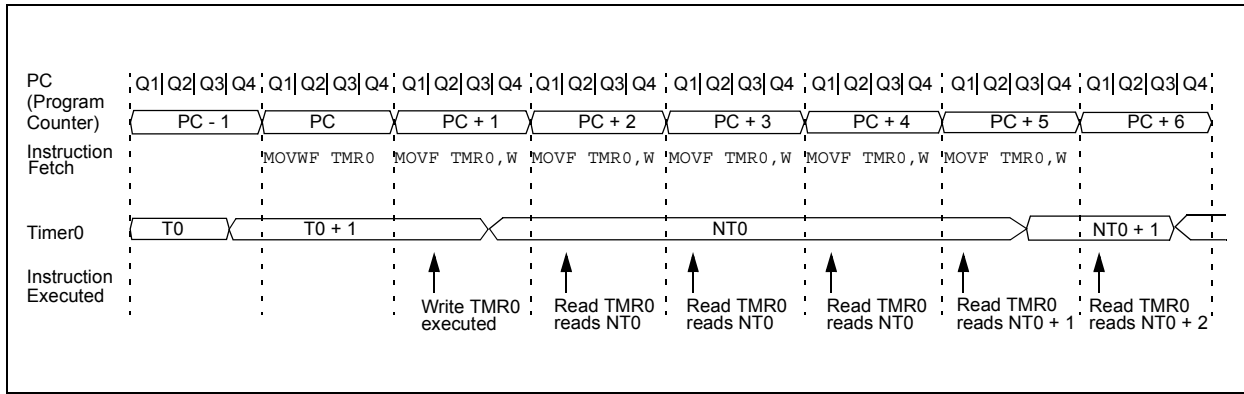 PC
(Program
Counter)
Q1 Q2 Q3 Q4 Q1 Q2 Q3 Q4 Q1 Q2 Q3 Q4 Q1 Q2 Q3 Q4 Q1 Q2 Q3 Q4 Q1 Q2 Q3 Q4 Q1 Q2 Q3 Q4 Q1 Q2 Q3 Q4
PC - 1 PC PC + 1 PC + 2 PC + 3 PC + 4 PC + 5 PC + 6
Instruction
Fetch
MOVWF TMR0 MOVF TMR0,W MOVF TMR0,W MOVF TMR0,W MOVF TMR0,W MOVF TMR0,W
Timer0
T0 T0 + 1 NT0 NT0 + 1
Instruction
Executed
Write TMR0
executed
Read TMR0
reads NT0
Read TMR0
reads NT0
Read TMR0
reads NT0
Read TMR0
reads NT0 + 1
Read TMR0
reads NT0 + 2